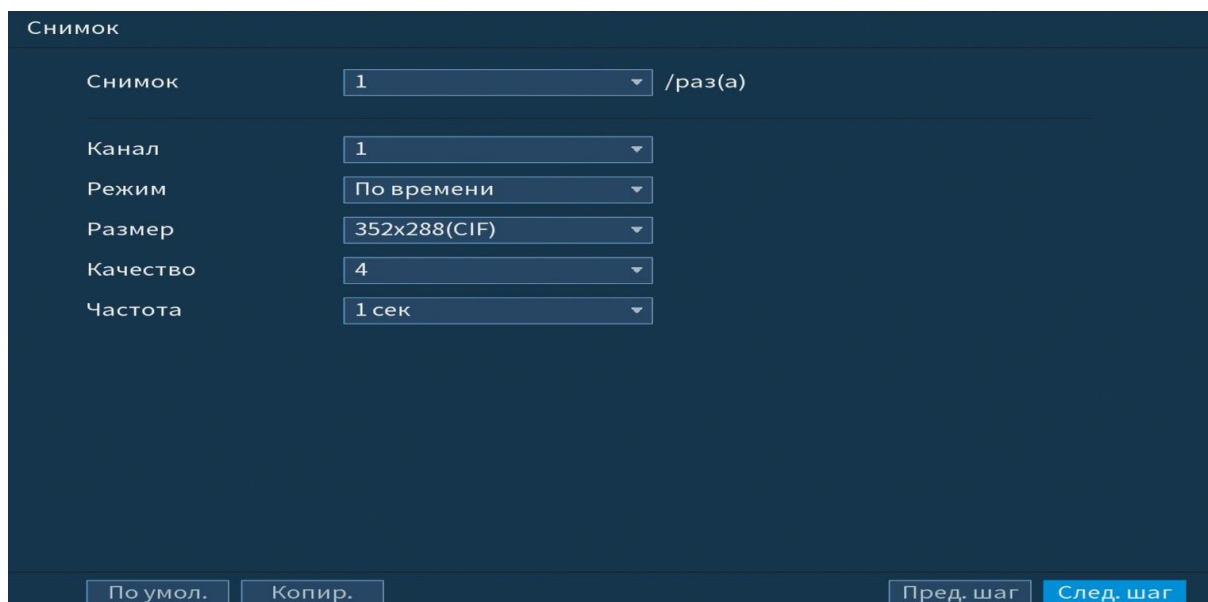 Снимок
Снимок 1 /раз(а)
Канал 1
Режим По времени
Размер 352x288(CIF)
Качество 4
Частота 1 сек
По умол. Копир. Пред. шаг След. шаг